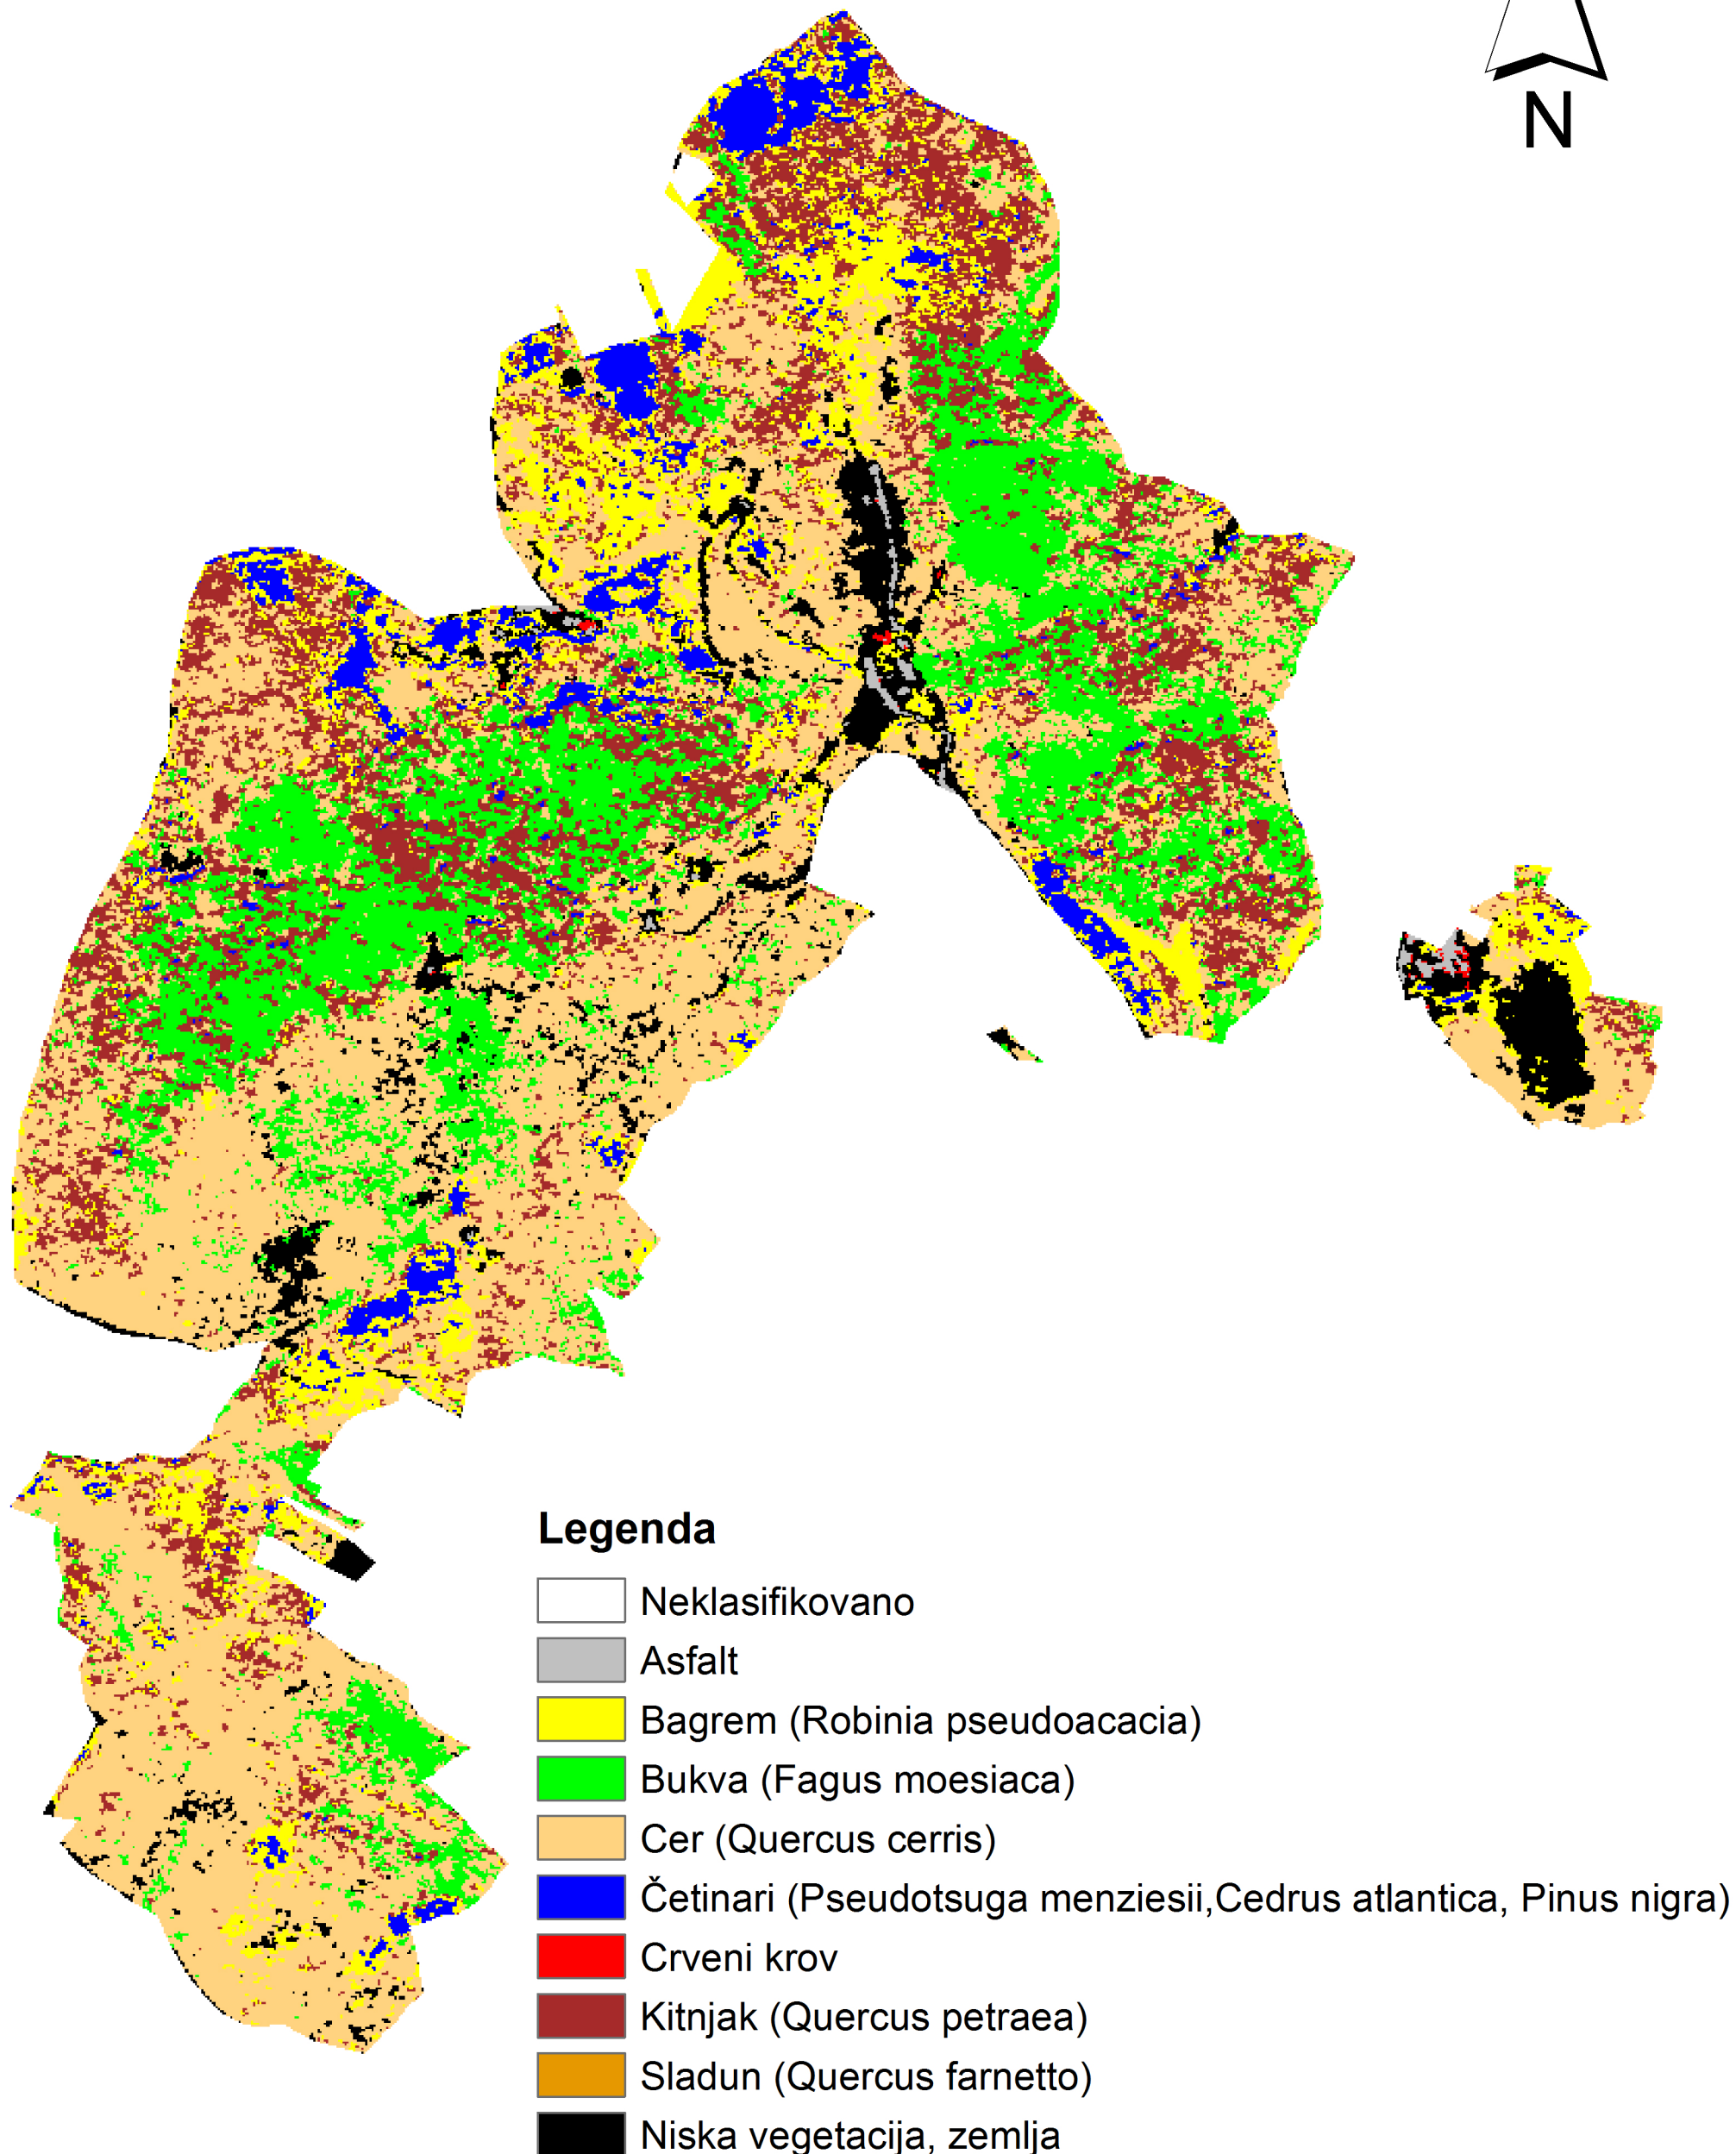 N
Legenda
Neklasifikovano
Asfalt
Bagrem (Robinia pseudoacacia)
Bukva (Fagus moesiaca)
Cer (Quercus cerris)
Četinari (Pseudotsuga menziesii,Cedrus atlantica, Pinus nigra)
Crveni krov
Kitnjak (Quercus petraea)
Sladun (Quercus farnetto)
Niska vegetacija, zemlja